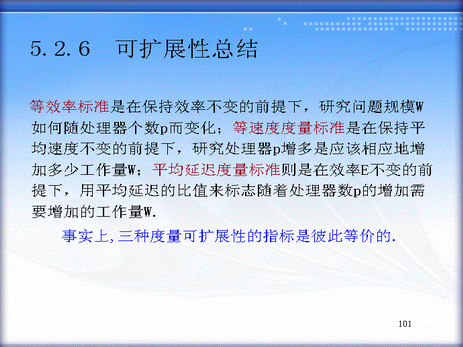 5.2.6 可扩展性总结
等效率标准是在保持效率不变的前提下，研究问题规模W
如何随处理器个数p而变化；等速度度量标准是在保持平
均速度不变的前提下，研究处理器p增多是应该相应地增
加多少工作量W；平均延迟度量标准则是在效率E不变的前
提下，用平均延迟的比值来标志随着处理器数p的增加需
要增加的工作量W.
事实上,三种度量可扩展性的指标是彼此等价的.
101